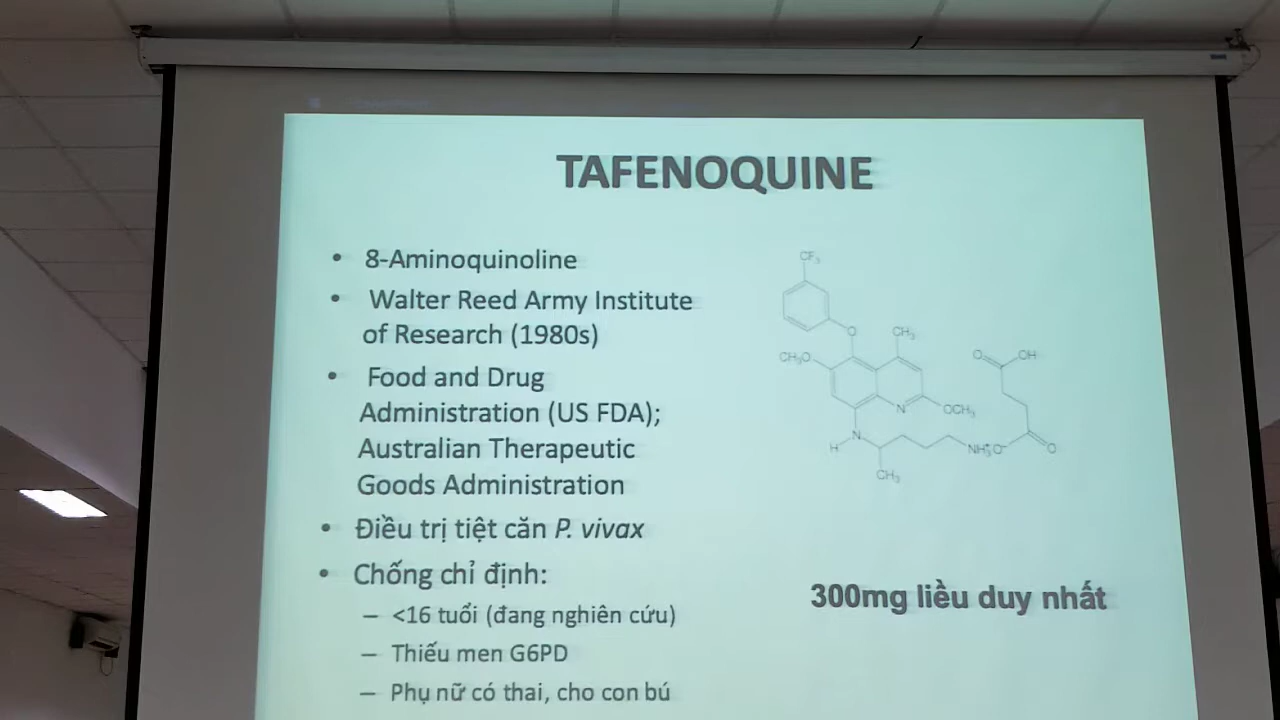 TAFENOQUINE
• 8-Aminoquinoline
• Walter Reed Army Institute
of Research (1980s)
• Food and Drug
Administration (US FDA);
Australian Therapeutic
Goods Administration
• Điều trị tiệt căn P. vivax
• Chống chỉ định:
– <16 tuổi (đang nghiên cứu)
– Thiếu men G6PD
– Phụ nữ có thai, cho con bú
CF₃
O
CH₃
CH₃O
N
OCH₃
N
H
CH₃
NH₃⁺
O⁻
O
O
OH
300mg liều duy nhất